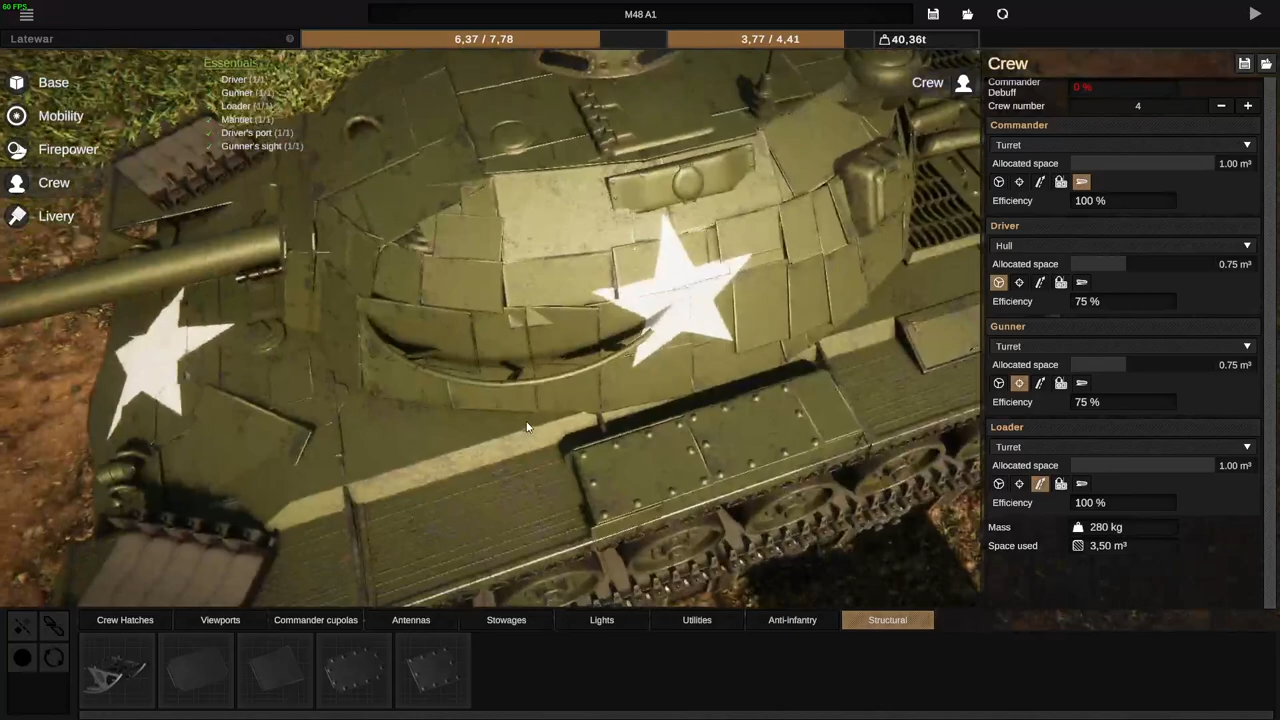 60 FPS
M48 A1
Latewar
6,37 / 7,78
3,77 / 4,41
40,36t
Base
Mobility
Firepower
Crew
Livery
Essentials
Driver (1/1)
Gunner (1/1)
Loader (1/1)
Mantlet (1/1)
Driver's port (1/1)
Gunner's sight (1/1)
Crew
Crew
Commander Debuff
0 %
Crew number
4
Commander
Turret
Allocated space
1.00 m³
Efficiency
100 %
Driver
Hull
Allocated space
0.75 m³
Efficiency
75 %
Gunner
Turret
Allocated space
0.75 m³
Efficiency
75 %
Loader
Turret
Allocated space
1.00 m³
Efficiency
100 %
Mass
280 kg
Space used
3,50 m³
Crew Hatches
Viewports
Commander cupolas
Antennas
Stowages
Lights
Utilities
Anti-infantry
Structural